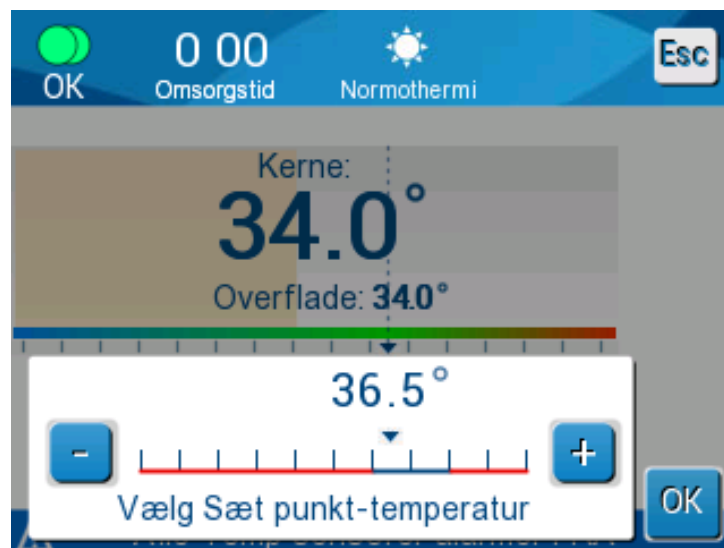 0 00
Esc
OK
Omsorgstid
Normothermi
Kerne:
34.0°
Overflade: 34.0°
36.5°
-
+
Vælg Sæt punkt-temperatur
OK